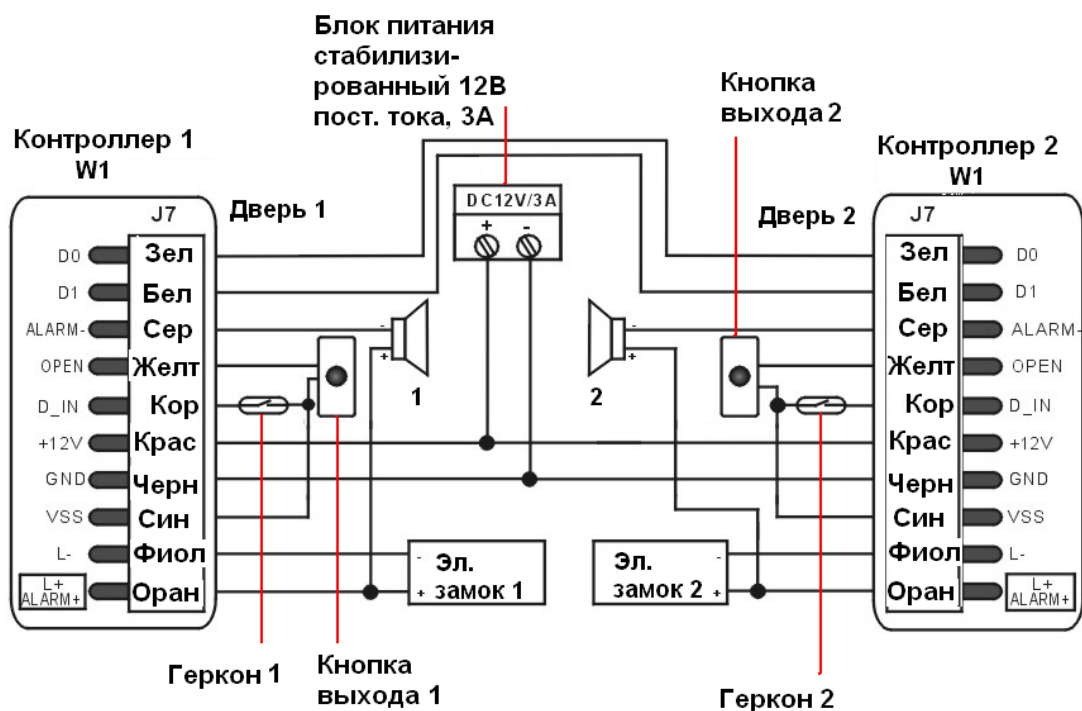 Блок питания
стабилизи-
рованный 12В
пост. тока, 3А
Кнопка
выхода 2
Контроллер 1
W1
Контроллер 2
W1
J7
Дверь 1
DC12V/3A
+ -
Дверь 2
J7
D0 Зел
Зел D0
D1 Бел
Бел D1
ALARM- Сер
-
+
1
-
+
2
Сер ALARM-
OPEN Желт
Желт OPEN
D_IN Кор
Кор D_IN
+12V Крас
Крас +12V
GND Черн
Черн GND
VSS Син
Син VSS
L- Фиол
Фиол L-
L+
ALARM+
Оран
- Эл.
+ замок 1
Эл. -
замок 2 +
Оран
L+
ALARM+
Геркон 1
Кнопка
выхода 1
Геркон 2